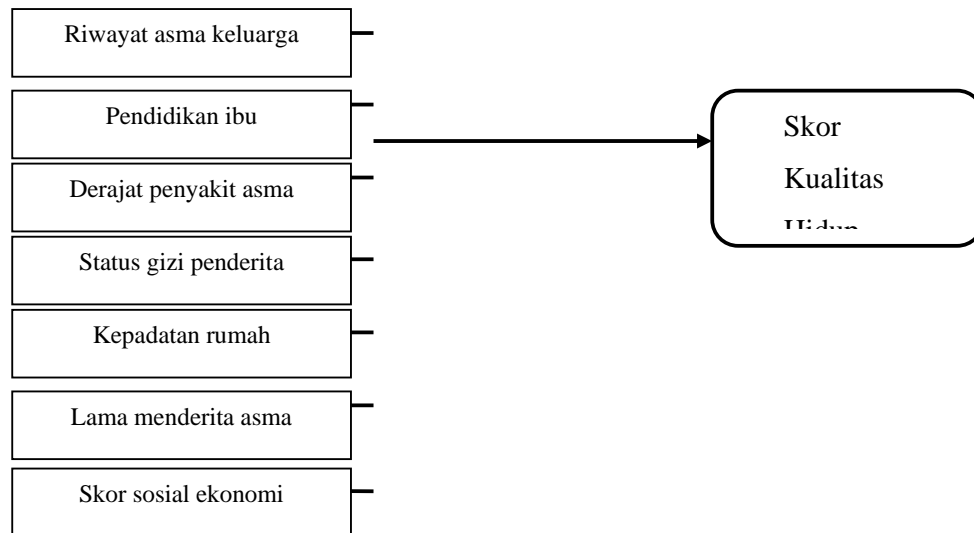 Riwayat asma keluarga
Pendidikan ibu
Derajat penyakit asma
Status gizi penderita
Kepadatan rumah
Lama menderita asma
Skor sosial ekonomi
Skor
Kualitas